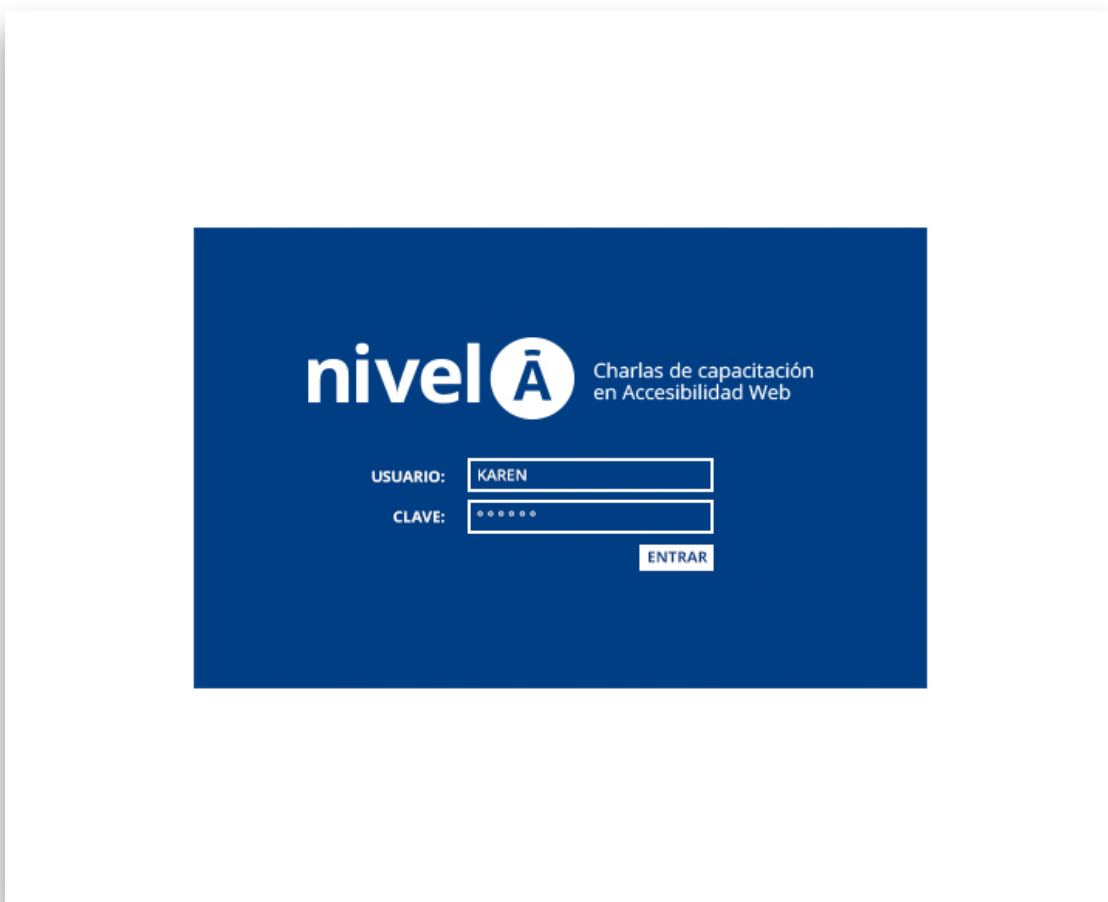 nivel Ā
Charlas de capacitación
en Accesibilidad Web
USUARIO: KAREN
CLAVE: °°°°°°
ENTRAR